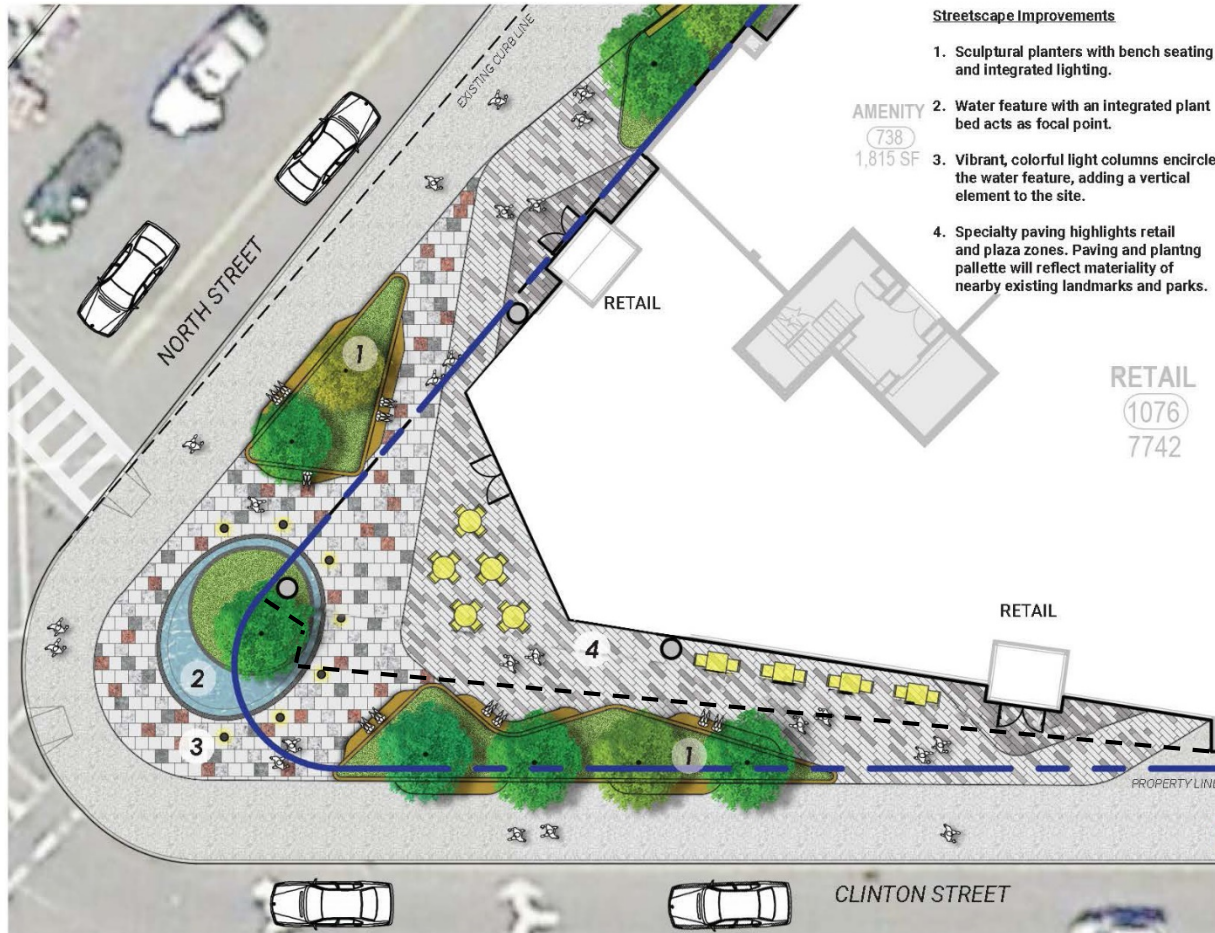 Streetscape Improvements
1. Sculptural planters with bench seating
and integrated lighting.
2. Water feature with an integrated plant
bed acts as focal point.
3. Vibrant, colorful light columns encircle
the water feature, adding a vertical
element to the site.
4. Specialty paving highlights retail
and plaza zones. Paving and plantng
pallette will reflect materiality of
nearby existing landmarks and parks.
EXISTING CURB LINE
AMENITY
738
1,815 SF
NORTH STREET
RETAIL
1
RETAIL
1076
7742
RETAIL
4
2
3
1
PROPERTY LINE
CLINTON STREET